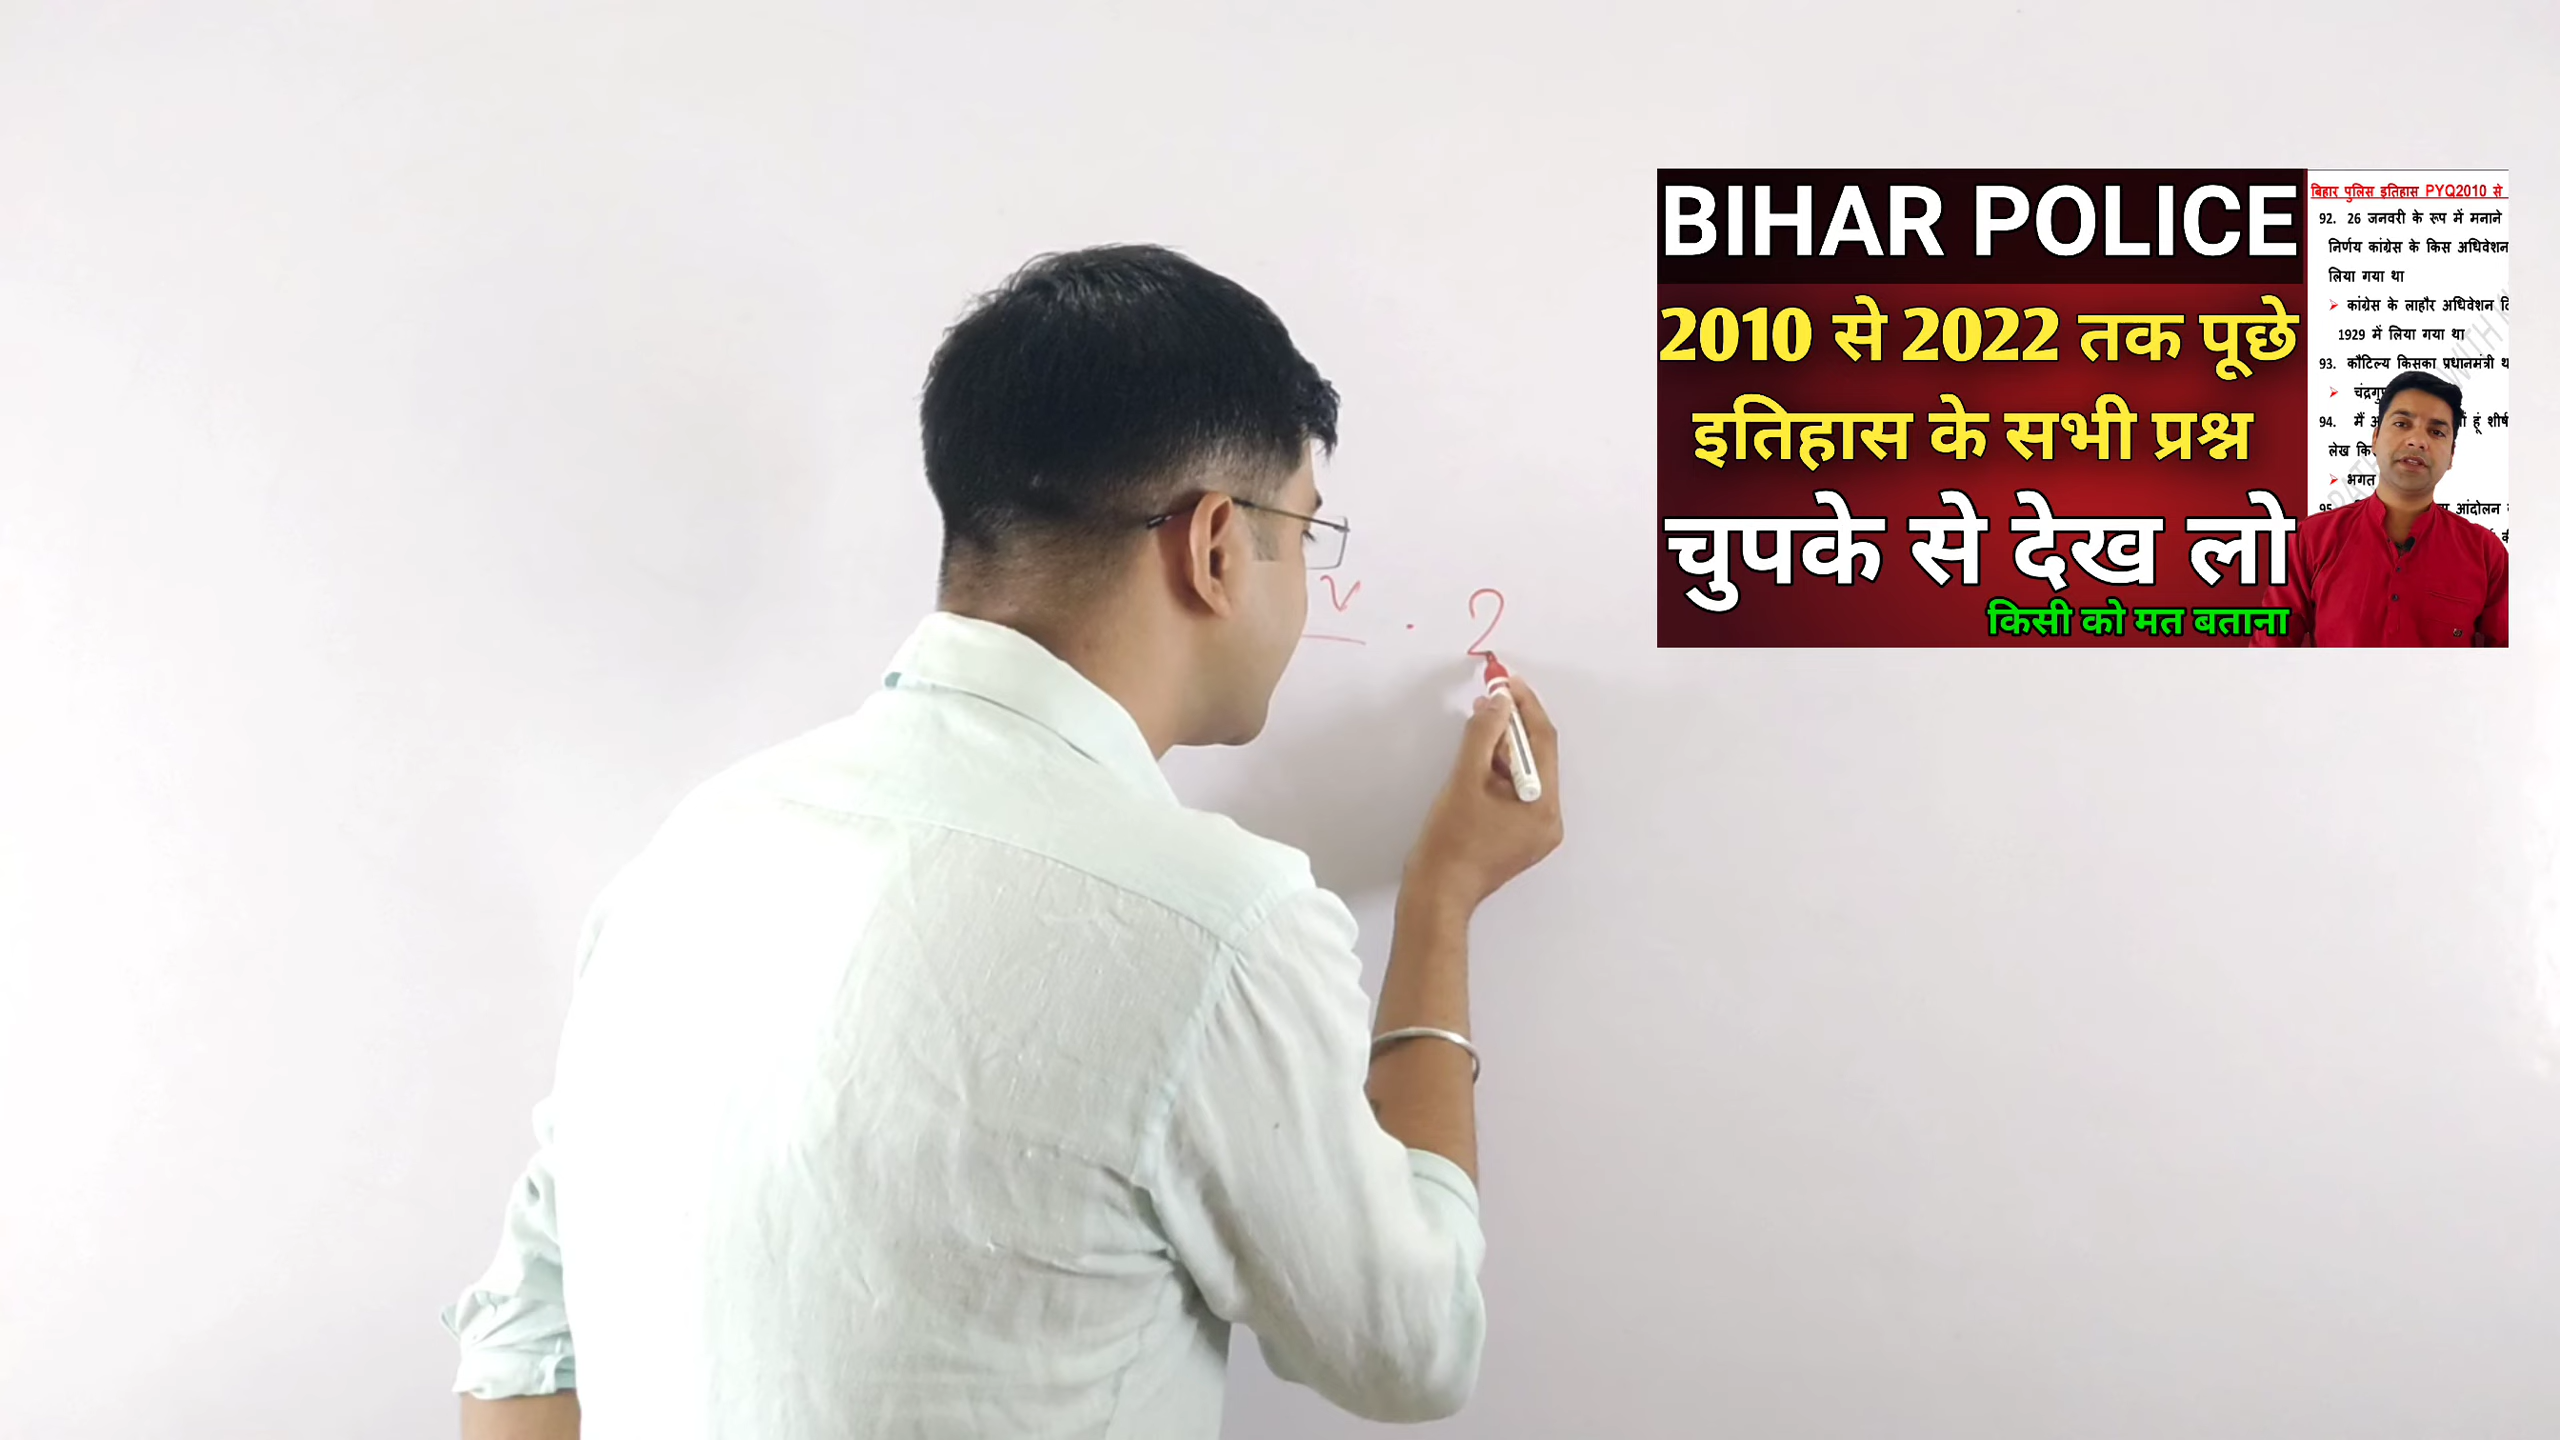 BIHAR POLICE
2010 से 2022 तक पूछे
इतिहास के सभी प्रश्न
चुपके से देख लो
किसी को मत बताना
बिहार पुलिस इतिहास PYQ2010 से
92. 26 जनवरी के रूप में मनाने
निर्णय कांग्रेस के किस अधिवेशन
लिया गया था
➢ कांग्रेस के लाहौर अधिवेशन
1929 में लिया गया था
93. कौटिल्य किसका प्रधानमंत्री
94. मैं
हूं
लेख
➢ भगत
95.
आंदोलन
v . 2